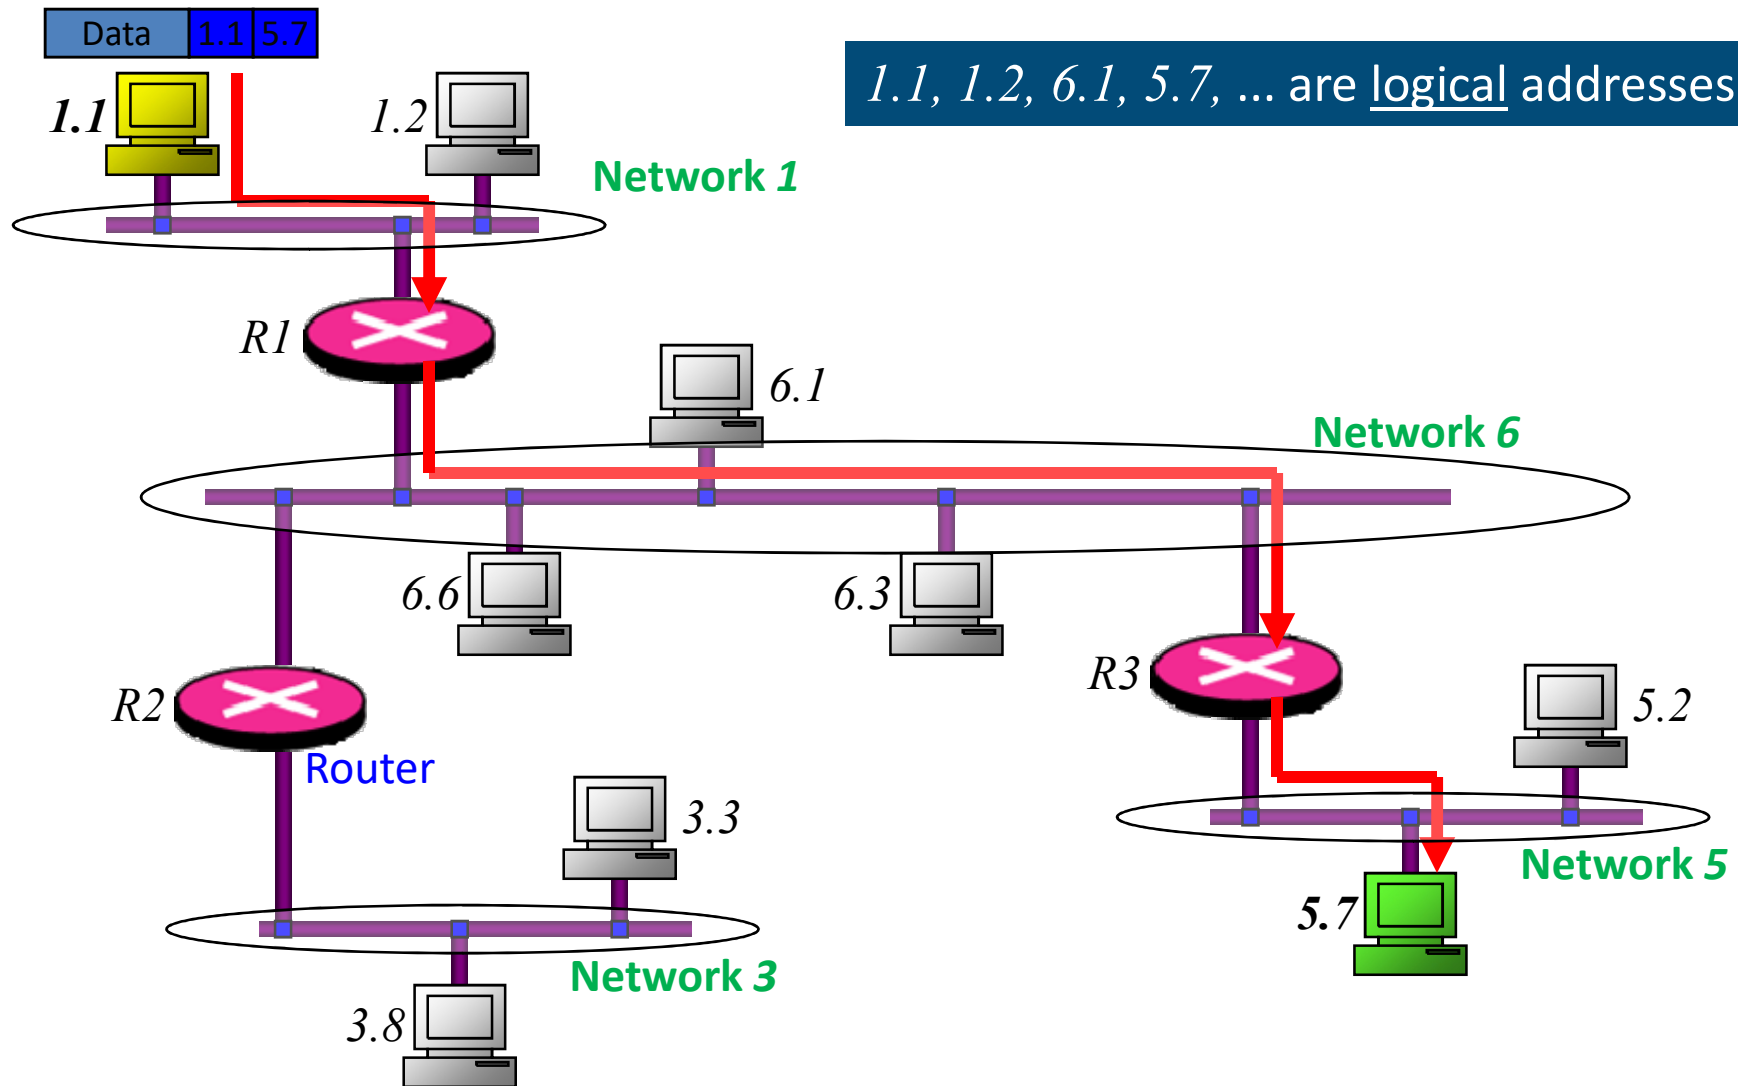 Data 1.1 5.7
1.1, 1.2, 6.1, 5.7, ... are logical addresses
1.1
1.2
Network 1
R1
6.1
Network 6
6.6
6.3
R2
Router
R3
5.2
3.3
Network 5
5.7
Network 3
3.8